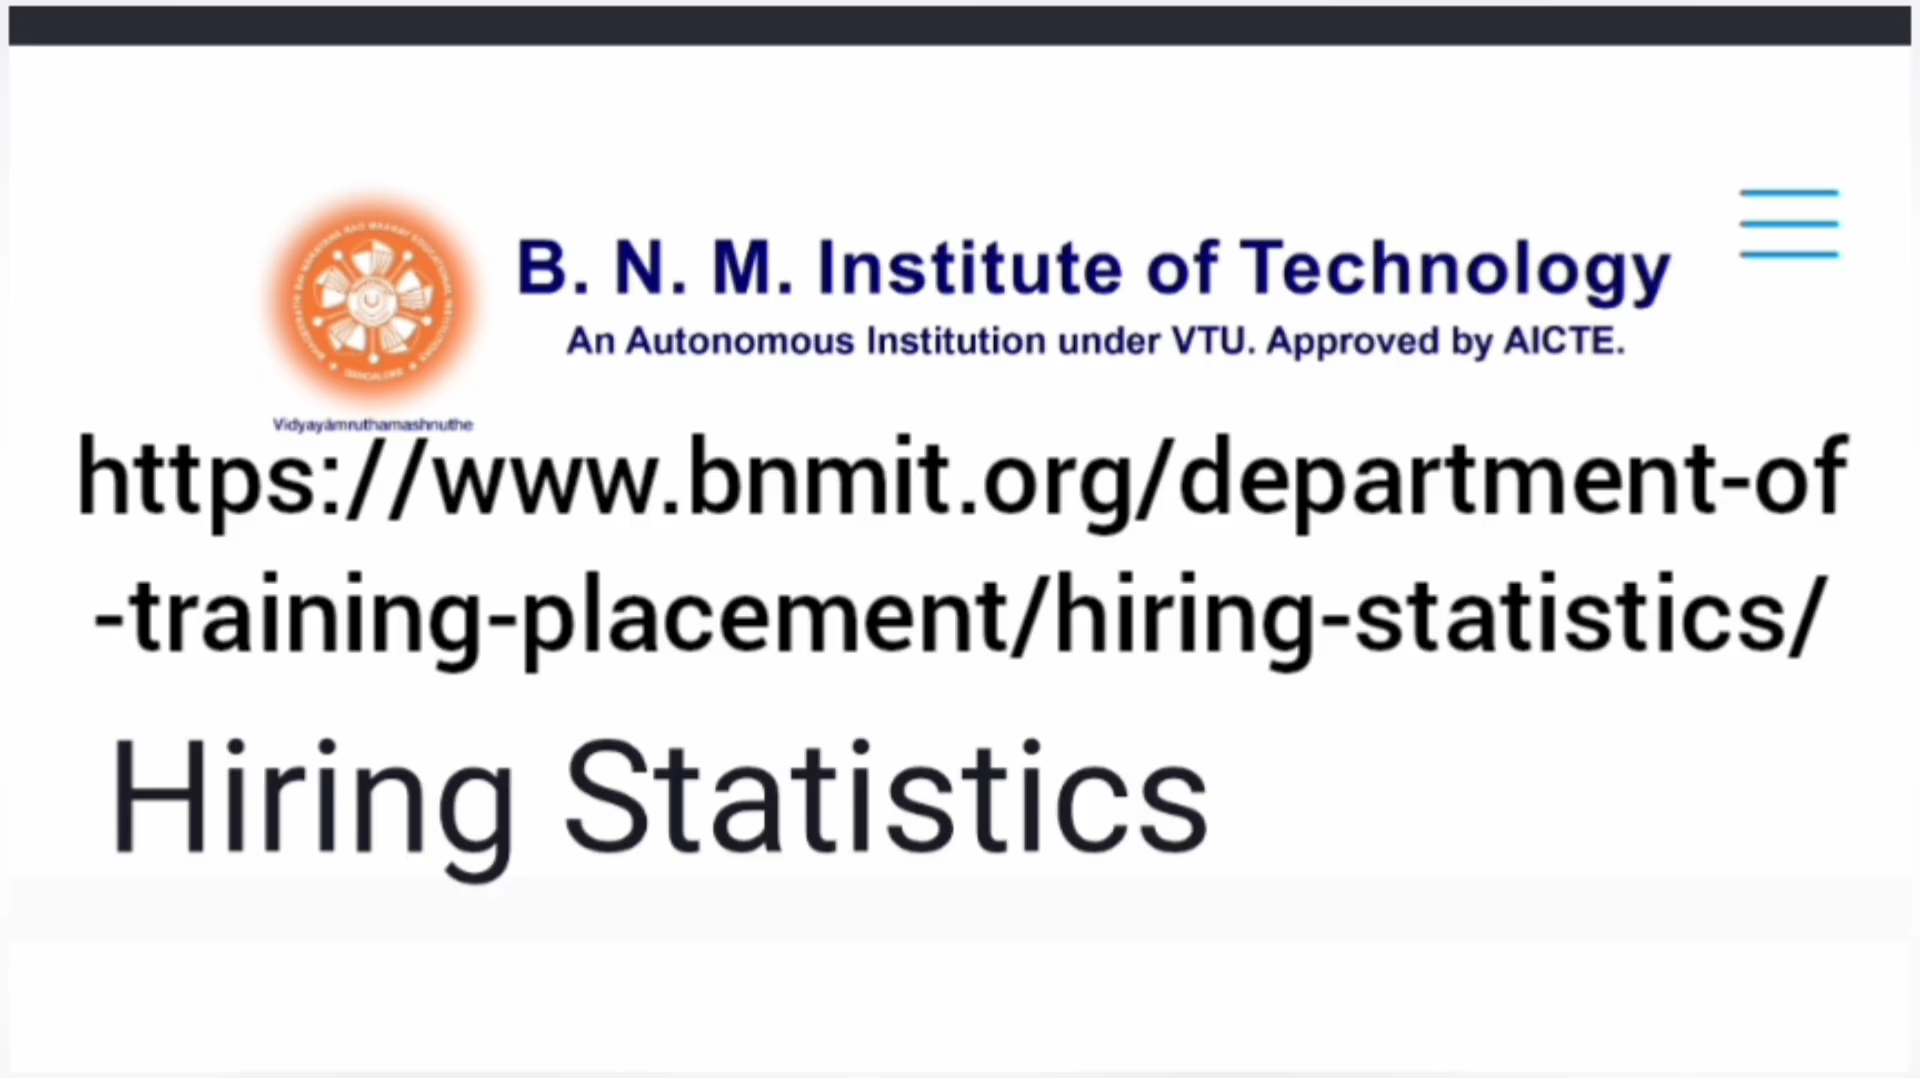 B. N. M. Institute of Technology
An Autonomous Institution under VTU. Approved by AICTE.
BANGALORE
Vidyayāmruthamashnuthe
https://www.bnmit.org/department-of
-training-placement/hiring-statistics/
Hiring Statistics